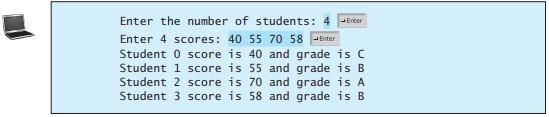 Enter the number of students: 4 ↵Enter
Enter 4 scores: 40 55 70 58 ↵Enter
Student 0 score is 40 and grade is C
Student 1 score is 55 and grade is B
Student 2 score is 70 and grade is A
Student 3 score is 58 and grade is B